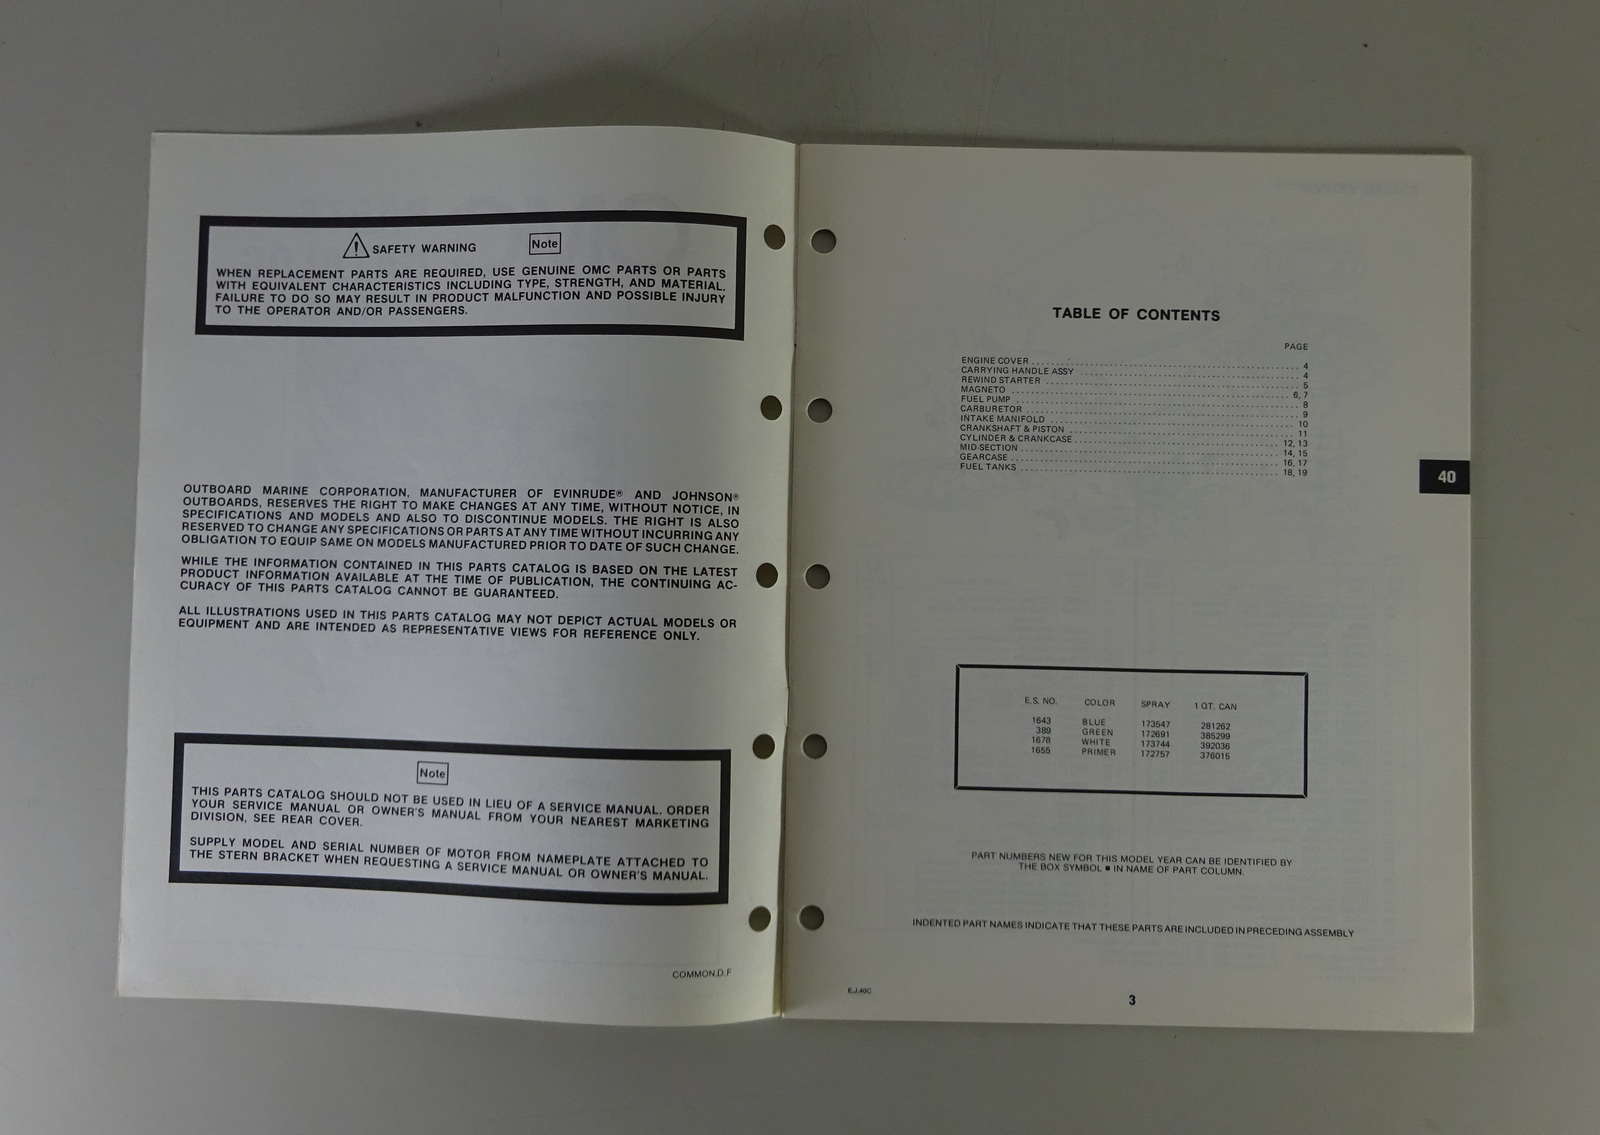 SAFETY WARNING Note
WHEN REPLACEMENT PARTS ARE REQUIRED, USE GENUINE OMC PARTS OR PARTS
WITH EQUIVALENT CHARACTERISTICS INCLUDING TYPE, STRENGTH, AND MATERIAL.
FAILURE TO DO SO MAY RESULT IN PRODUCT MALFUNCTION AND POSSIBLE INJURY
TO THE OPERATOR AND/OR PASSENGERS.
OUTBOARD MARINE CORPORATION, MANUFACTURER OF EVINRUDE® AND JOHNSON®
OUTBOARDS, RESERVES THE RIGHT TO MAKE CHANGES AT ANY TIME, WITHOUT NOTICE, IN
SPECIFICATIONS AND MODELS AND ALSO TO DISCONTINUE MODELS. THE RIGHT IS ALSO
RESERVED TO CHANGE ANY SPECIFICATIONS OR PARTS AT ANY TIME WITHOUT INCURRING ANY
OBLIGATION TO EQUIP SAME ON MODELS MANUFACTURED PRIOR TO DATE OF SUCH CHANGE.
WHILE THE INFORMATION CONTAINED IN THIS PARTS CATALOG IS BASED ON THE LATEST
PRODUCT INFORMATION AVAILABLE AT THE TIME OF PUBLICATION, THE CONTINUING AC-
CURACY OF THIS PARTS CATALOG CANNOT BE GUARANTEED.
ALL ILLUSTRATIONS USED IN THIS PARTS CATALOG MAY NOT DEPICT ACTUAL MODELS OR
EQUIPMENT AND ARE INTENDED AS REPRESENTATIVE VIEWS FOR REFERENCE ONLY.
Note
THIS PARTS CATALOG SHOULD NOT BE USED IN LIEU OF A SERVICE MANUAL. ORDER
YOUR SERVICE MANUAL OR OWNER'S MANUAL FROM YOUR NEAREST MARKETING
DIVISION, SEE REAR COVER.
SUPPLY MODEL AND SERIAL NUMBER OF MOTOR FROM NAMEPLATE ATTACHED TO
THE STERN BRACKET WHEN REQUESTING A SERVICE MANUAL OR OWNER'S MANUAL.
COMMON.D.F
TABLE OF CONTENTS
PAGE
ENGINE COVER 4
CARRYING HANDLE ASSY 4
REWIND STARTER 5
MAGNETO 6, 7
FUEL PUMP 8
CARBURETOR 9
INTAKE MANIFOLD 10
CRANKSHAFT & PISTON 11
CYLINDER & CRANKCASE 12, 13
MID-SECTION 14, 15
GEARCASE 16, 17
FUEL TANKS 18, 19
40
E.S. NO. COLOR SPRAY 1 QT. CAN
1643 BLUE 173547 281262
389 GREEN 172691 385299
1678 WHITE 173744 392036
1655 PRIMER 172757 376015
PART NUMBERS NEW FOR THIS MODEL YEAR CAN BE IDENTIFIED BY
THE BOX SYMBOL ■ IN NAME OF PART COLUMN.
INDENTED PART NAMES INDICATE THAT THESE PARTS ARE INCLUDED IN PRECEDING ASSEMBLY
E.J.40C
3